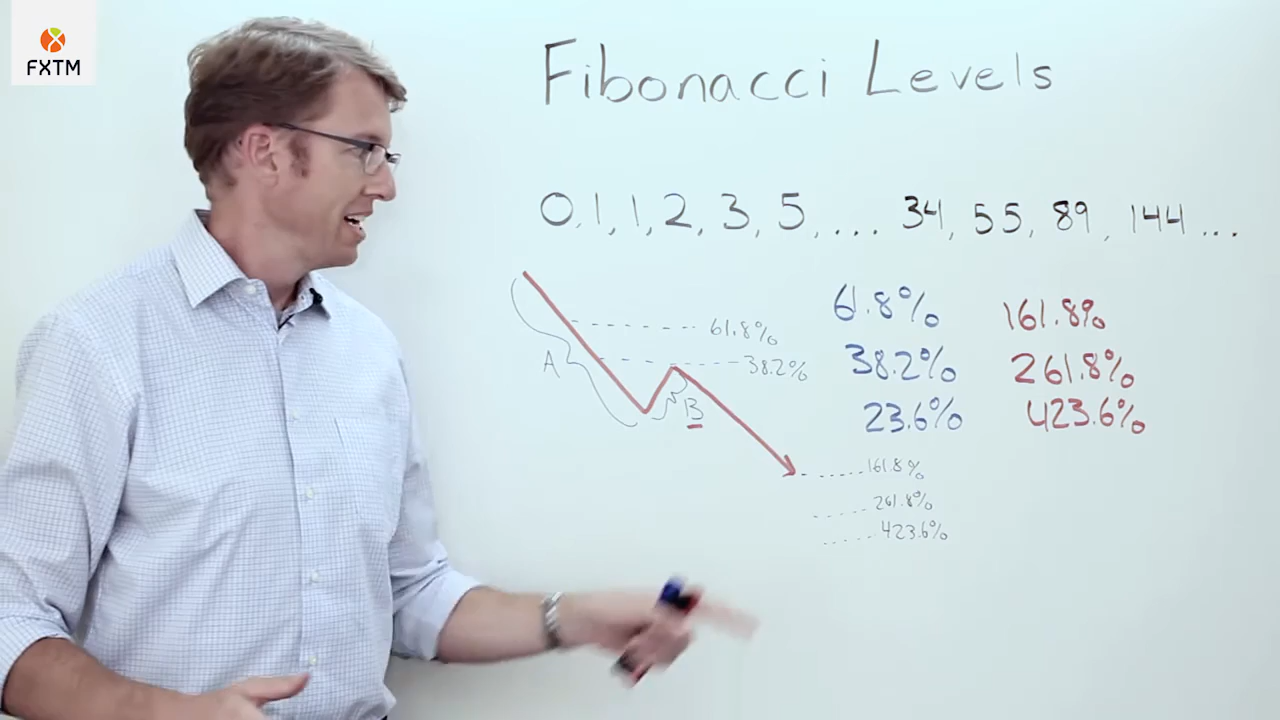 FXTM
Fibonacci Levels
0, 1, 1, 2, 3, 5, ... 34, 55, 89, 144 ...
61.8%
38.2%
A
B
161.8%
261.8%
423.6%
61.8%
38.2%
23.6%
161.8%
261.8%
423.6%